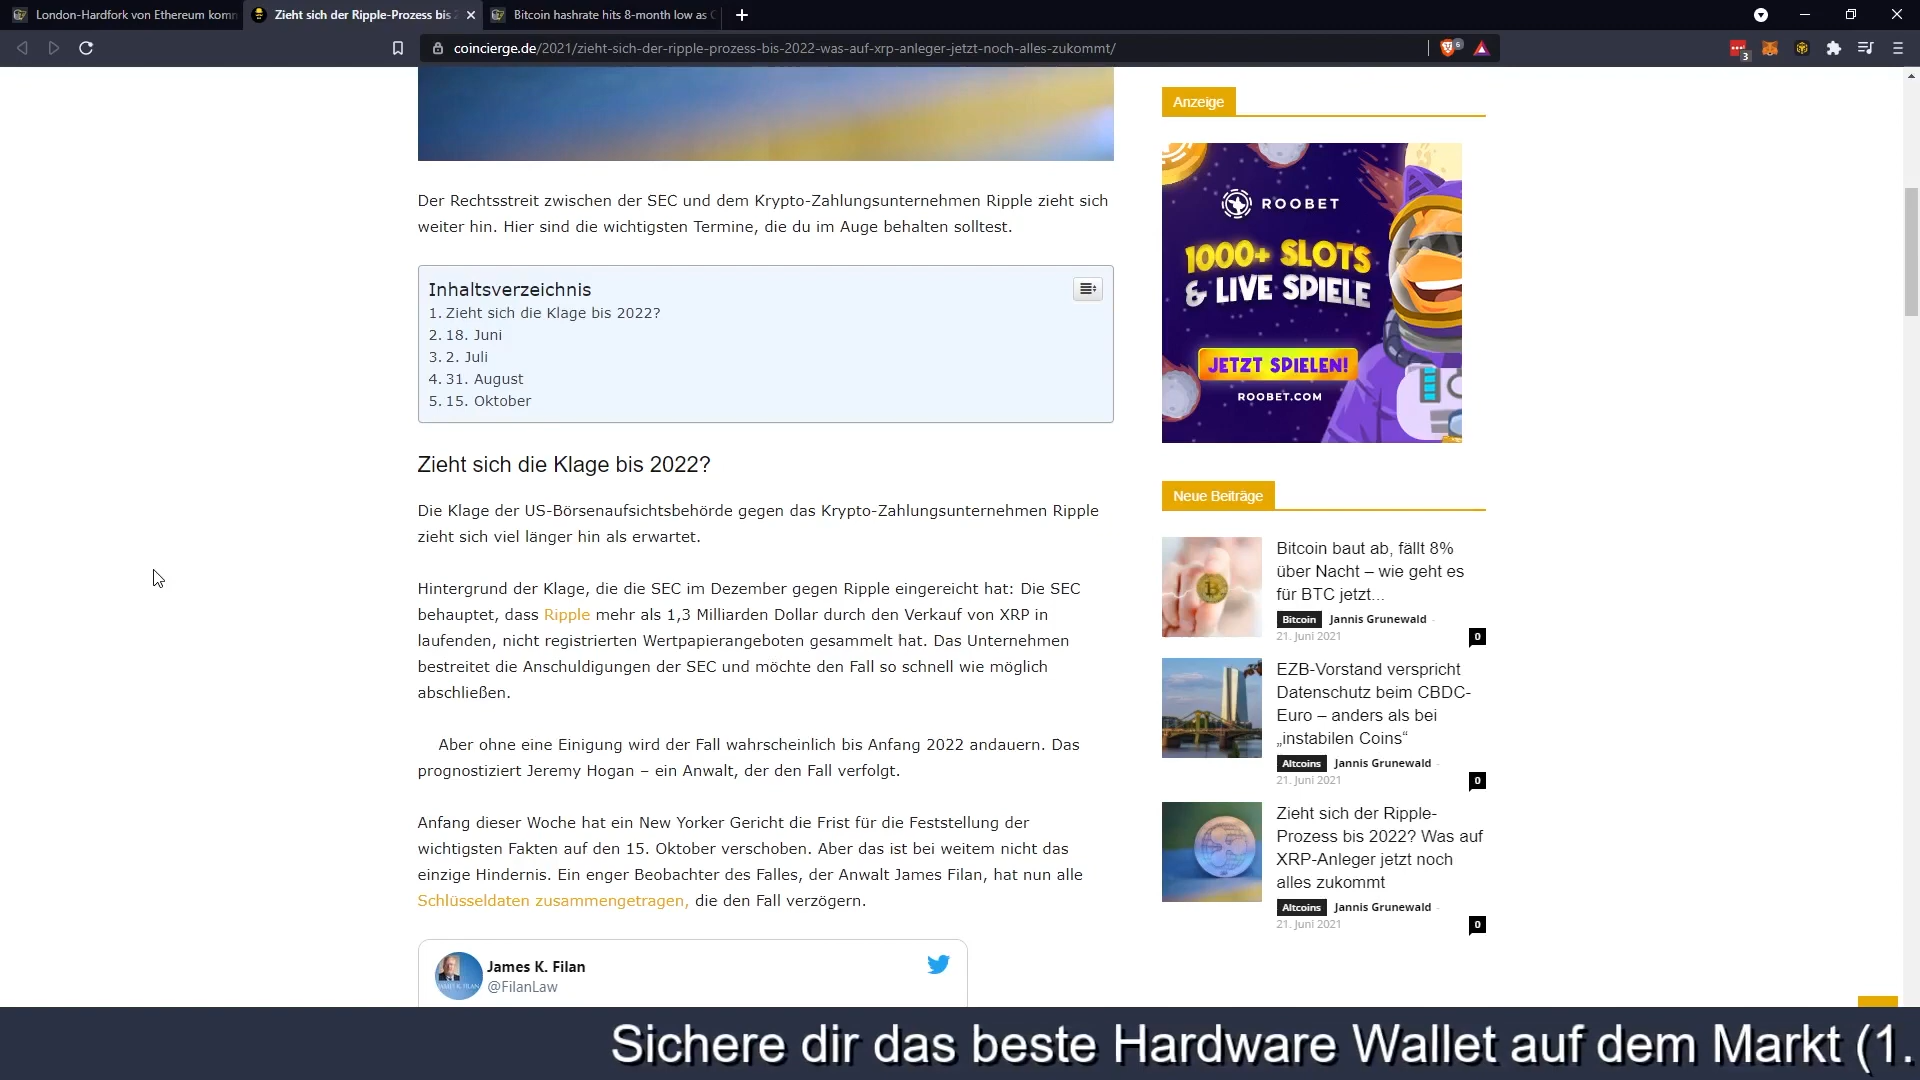 London-Hardfork von Ethereum komm
Zieht sich der Ripple-Prozess bis 2
Bitcoin hashrate hits 8-month low as C
coincierge.de/2021/zieht-sich-der-ripple-prozess-bis-2022-was-auf-xrp-anleger-jetzt-noch-alles-zukommt/
6
3
Der Rechtsstreit zwischen der SEC und dem Krypto-Zahlungsunternehmen Ripple zieht sich
weiter hin. Hier sind die wichtigsten Termine, die du im Auge behalten solltest.
Inhaltsverzeichnis
1. Zieht sich die Klage bis 2022?
2. 18. Juni
3. 2. Juli
4. 31. August
5. 15. Oktober
Zieht sich die Klage bis 2022?
Die Klage der US-Börsenaufsichtsbehörde gegen das Krypto-Zahlungsunternehmen Ripple
zieht sich viel länger hin als erwartet.
Hintergrund der Klage, die die SEC im Dezember gegen Ripple eingereicht hat: Die SEC
behauptet, dass Ripple mehr als 1,3 Milliarden Dollar durch den Verkauf von XRP in
laufenden, nicht registrierten Wertpapierangeboten gesammelt hat. Das Unternehmen
bestreitet die Anschuldigungen der SEC und möchte den Fall so schnell wie möglich
abschließen.
Aber ohne eine Einigung wird der Fall wahrscheinlich bis Anfang 2022 andauern. Das
prognostiziert Jeremy Hogan – ein Anwalt, der den Fall verfolgt.
Anfang dieser Woche hat ein New Yorker Gericht die Frist für die Feststellung der
wichtigsten Fakten auf den 15. Oktober verschoben. Aber das ist bei weitem nicht das
einzige Hindernis. Ein enger Beobachter des Falles, der Anwalt James Filan, hat nun alle
Schlüsseldaten zusammengetragen, die den Fall verzögern.
James K. Filan
@FilanLaw
Anzeige
ROOBET
1000+ SLOTS
& LIVE SPIELE
JETZT SPIELEN!
ROOBET.COM
Neue Beiträge
Bitcoin baut ab, fällt 8%
über Nacht – wie geht es
für BTC jetzt...
Bitcoin Jannis Grunewald -
21. Juni 2021
0
EZB-Vorstand verspricht
Datenschutz beim CBDC-
Euro – anders als bei
„instabilen Coins“
Altcoins Jannis Grunewald -
21. Juni 2021
0
Zieht sich der Ripple-
Prozess bis 2022? Was auf
XRP-Anleger jetzt noch
alles zukommt
Altcoins Jannis Grunewald -
21. Juni 2021
0
Sichere dir das beste Hardware Wallet auf dem Markt (1.